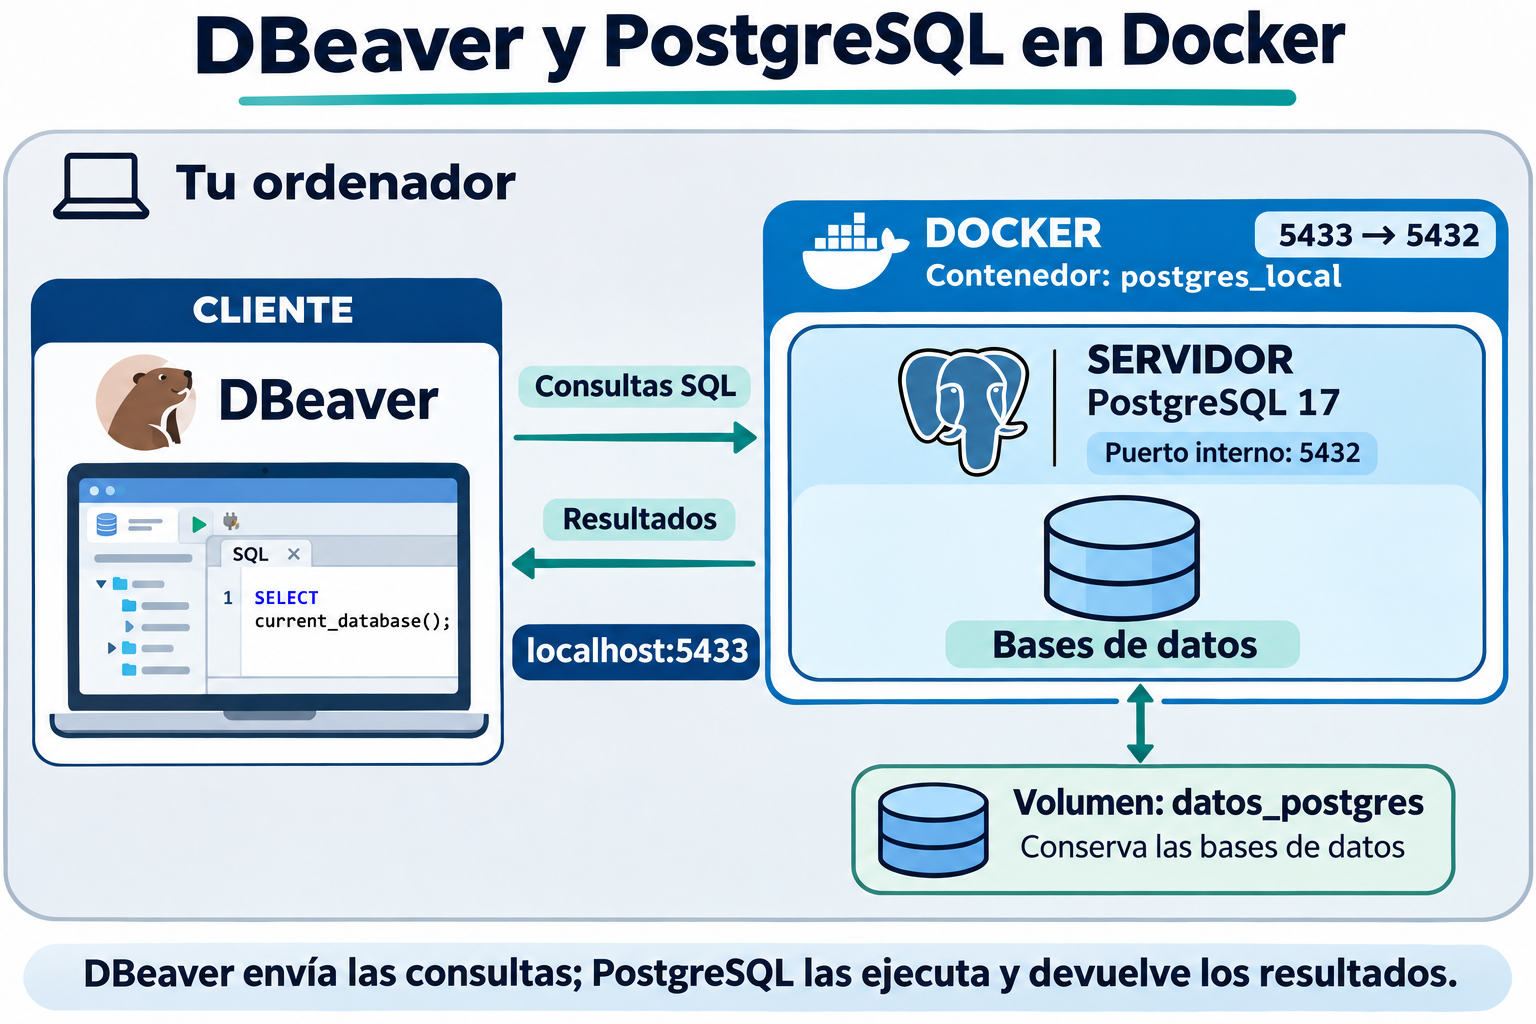 DBeaver y PostgreSQL en Docker
Tu ordenador
CLIENTE
DBeaver
SQL ×
1 SELECT
current_database();
Consultas SQL
Resultados
localhost:5433
DOCKER
5433 → 5432
Contenedor: postgres_local
SERVIDOR
PostgreSQL 17
Puerto interno: 5432
Bases de datos
Volumen: datos_postgres
Conserva las bases de datos
DBeaver envía las consultas; PostgreSQL las ejecuta y devuelve los resultados.